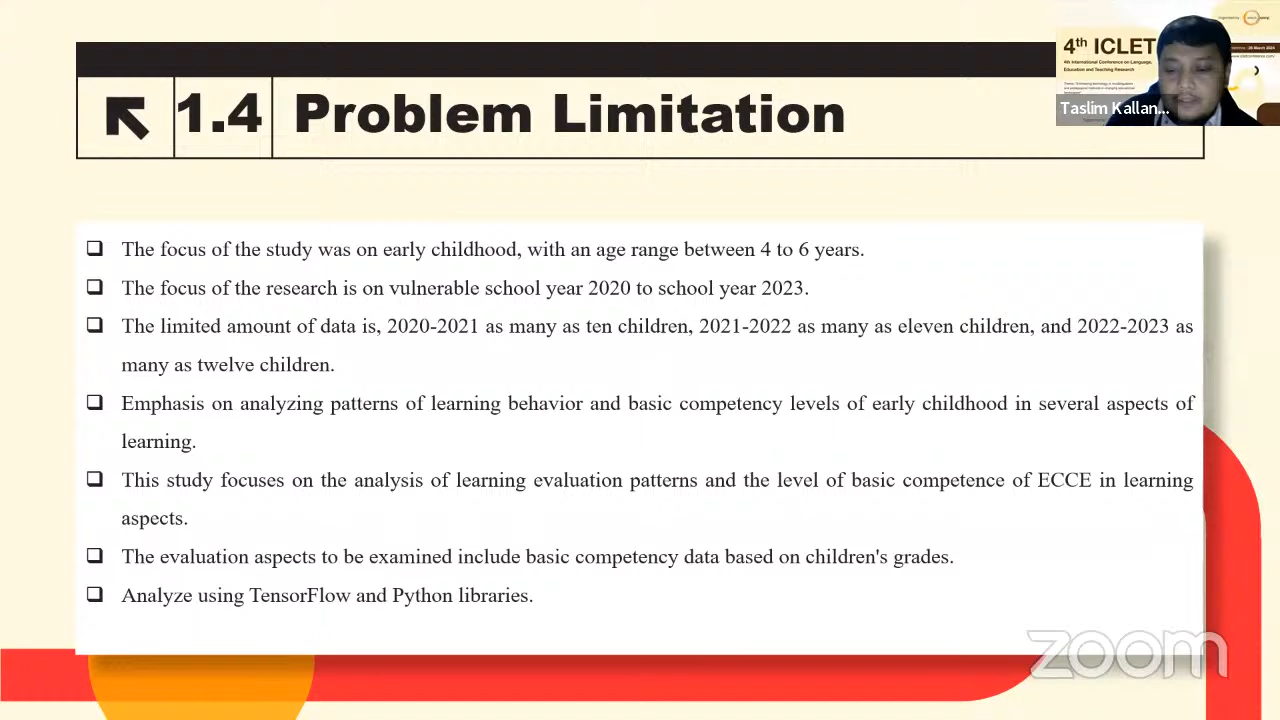 1.4 Problem Limitation
4th ICLET
4th International Conference on Language,
Education and Teaching Research
Taslim Kallan...
❑ The focus of the study was on early childhood, with an age range between 4 to 6 years.
❑ The focus of the research is on vulnerable school year 2020 to school year 2023.
❑ The limited amount of data is, 2020-2021 as many as ten children, 2021-2022 as many as eleven children, and 2022-2023 as
many as twelve children.
❑ Emphasis on analyzing patterns of learning behavior and basic competency levels of early childhood in several aspects of
learning.
❑ This study focuses on the analysis of learning evaluation patterns and the level of basic competence of ECCE in learning
aspects.
❑ The evaluation aspects to be examined include basic competency data based on children's grades.
❑ Analyze using TensorFlow and Python libraries.
zoom